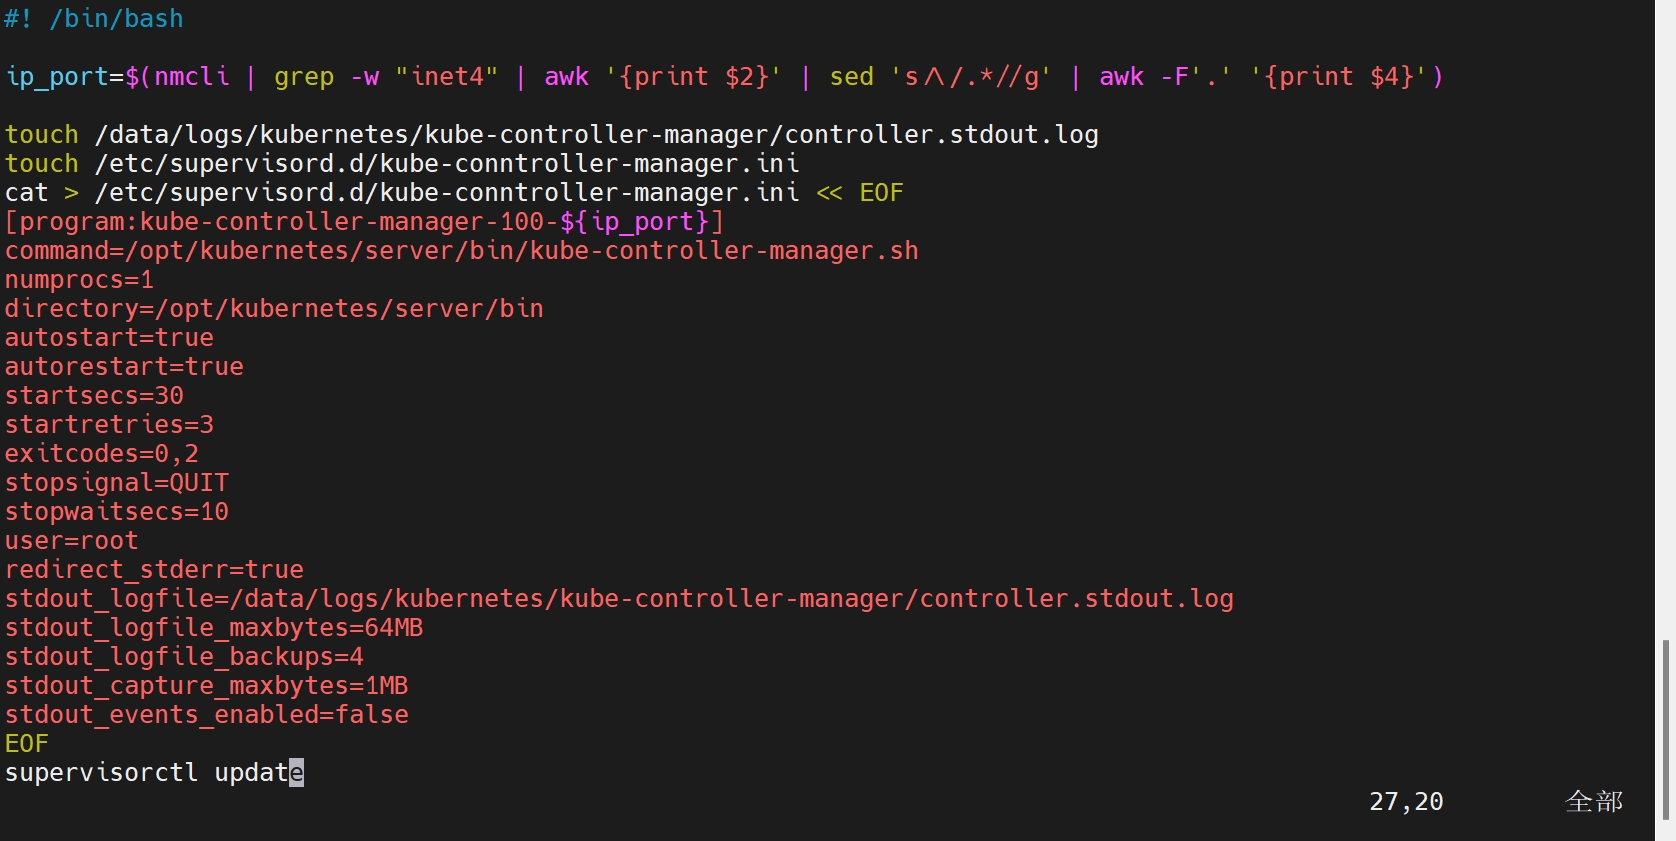 #! /bin/bash
ip_port=$(nmcli | grep -w "inet4" | awk '{print $2}' | sed 's/\/.*//g' | awk -F'.' '{print $4}')
touch /data/logs/kubernetes/kube-controller-manager/controller.stdout.log
touch /etc/supervisord.d/kube-conntroller-manager.ini
cat > /etc/supervisord.d/kube-conntroller-manager.ini << EOF
[program:kube-controller-manager-100-${ip_port}]
command=/opt/kubernetes/server/bin/kube-controller-manager.sh
numprocs=1
directory=/opt/kubernetes/server/bin
autostart=true
autorestart=true
startsecs=30
startretries=3
exitcodes=0,2
stopsignal=QUIT
stopwaitsecs=10
user=root
redirect_stderr=true
stdout_logfile=/data/logs/kubernetes/kube-controller-manager/controller.stdout.log
stdout_logfile_maxbytes=64MB
stdout_logfile_backups=4
stdout_capture_maxbytes=1MB
stdout_events_enabled=false
EOF
supervisorctl update
27,20 全部